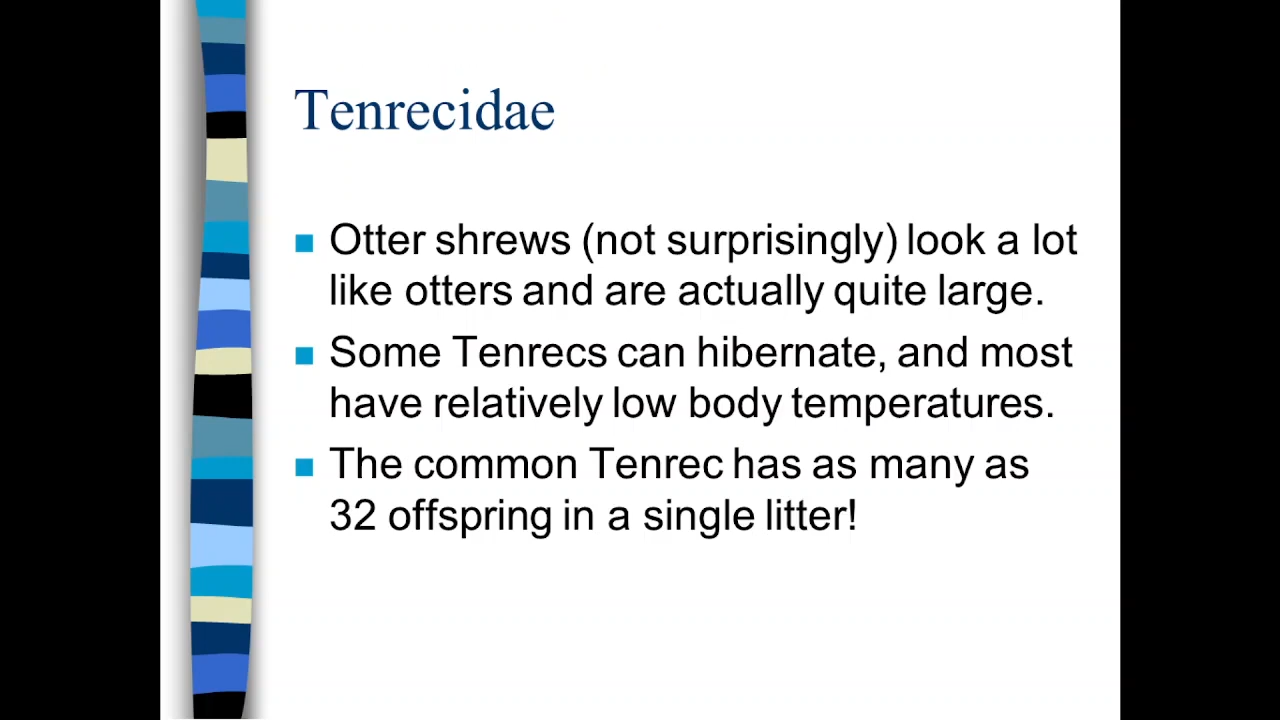 Tenrecidae
Otter shrews (not surprisingly) look a lot
like otters and are actually quite large.
Some Tenrecs can hibernate, and most
have relatively low body temperatures.
The common Tenrec has as many as
32 offspring in a single litter!